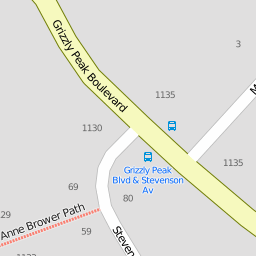 Grizzly Peak Boulevard
3
1135
1130
Grizzly Peak
Blvd & Stevenson
Av
1135
69
80
Anne Brower Path
29
59
Steven
M